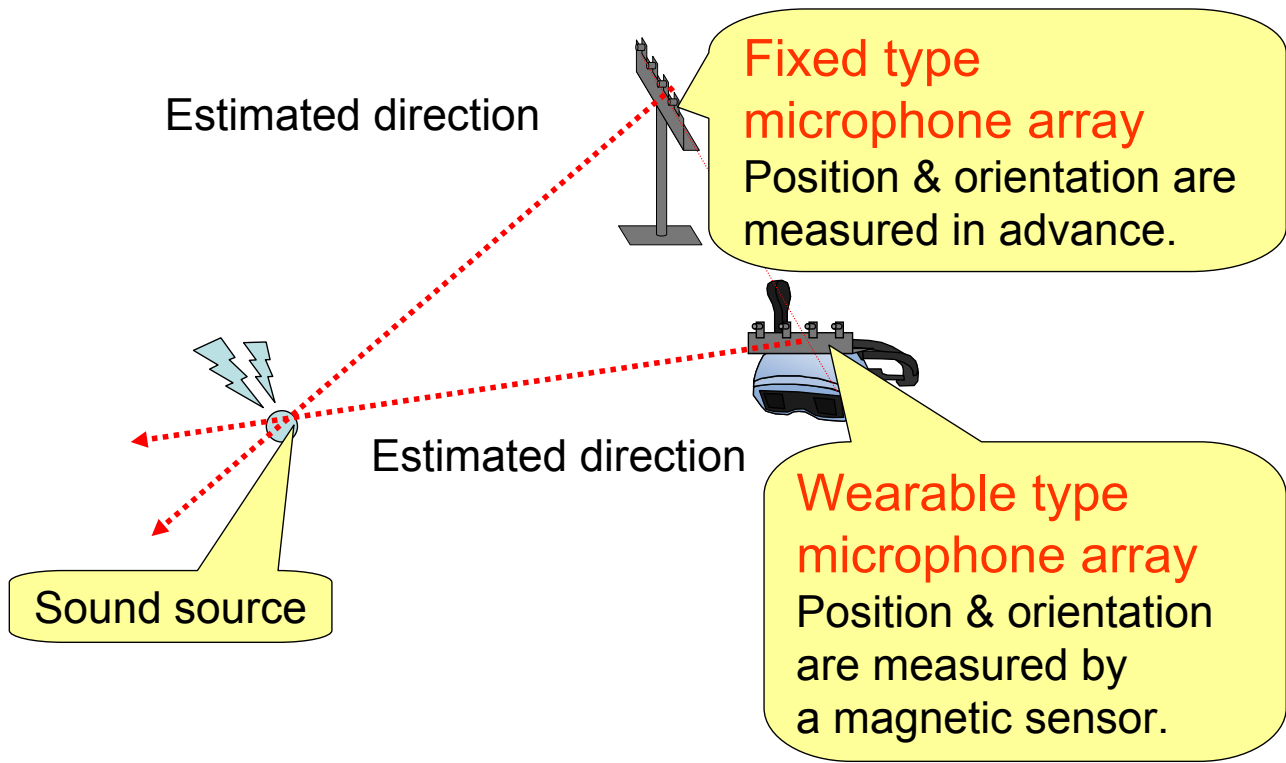 Estimated direction
Fixed type
microphone array
Position & orientation are
measured in advance.
Estimated direction
Wearable type
microphone array
Position & orientation
are measured by
a magnetic sensor.
Sound source